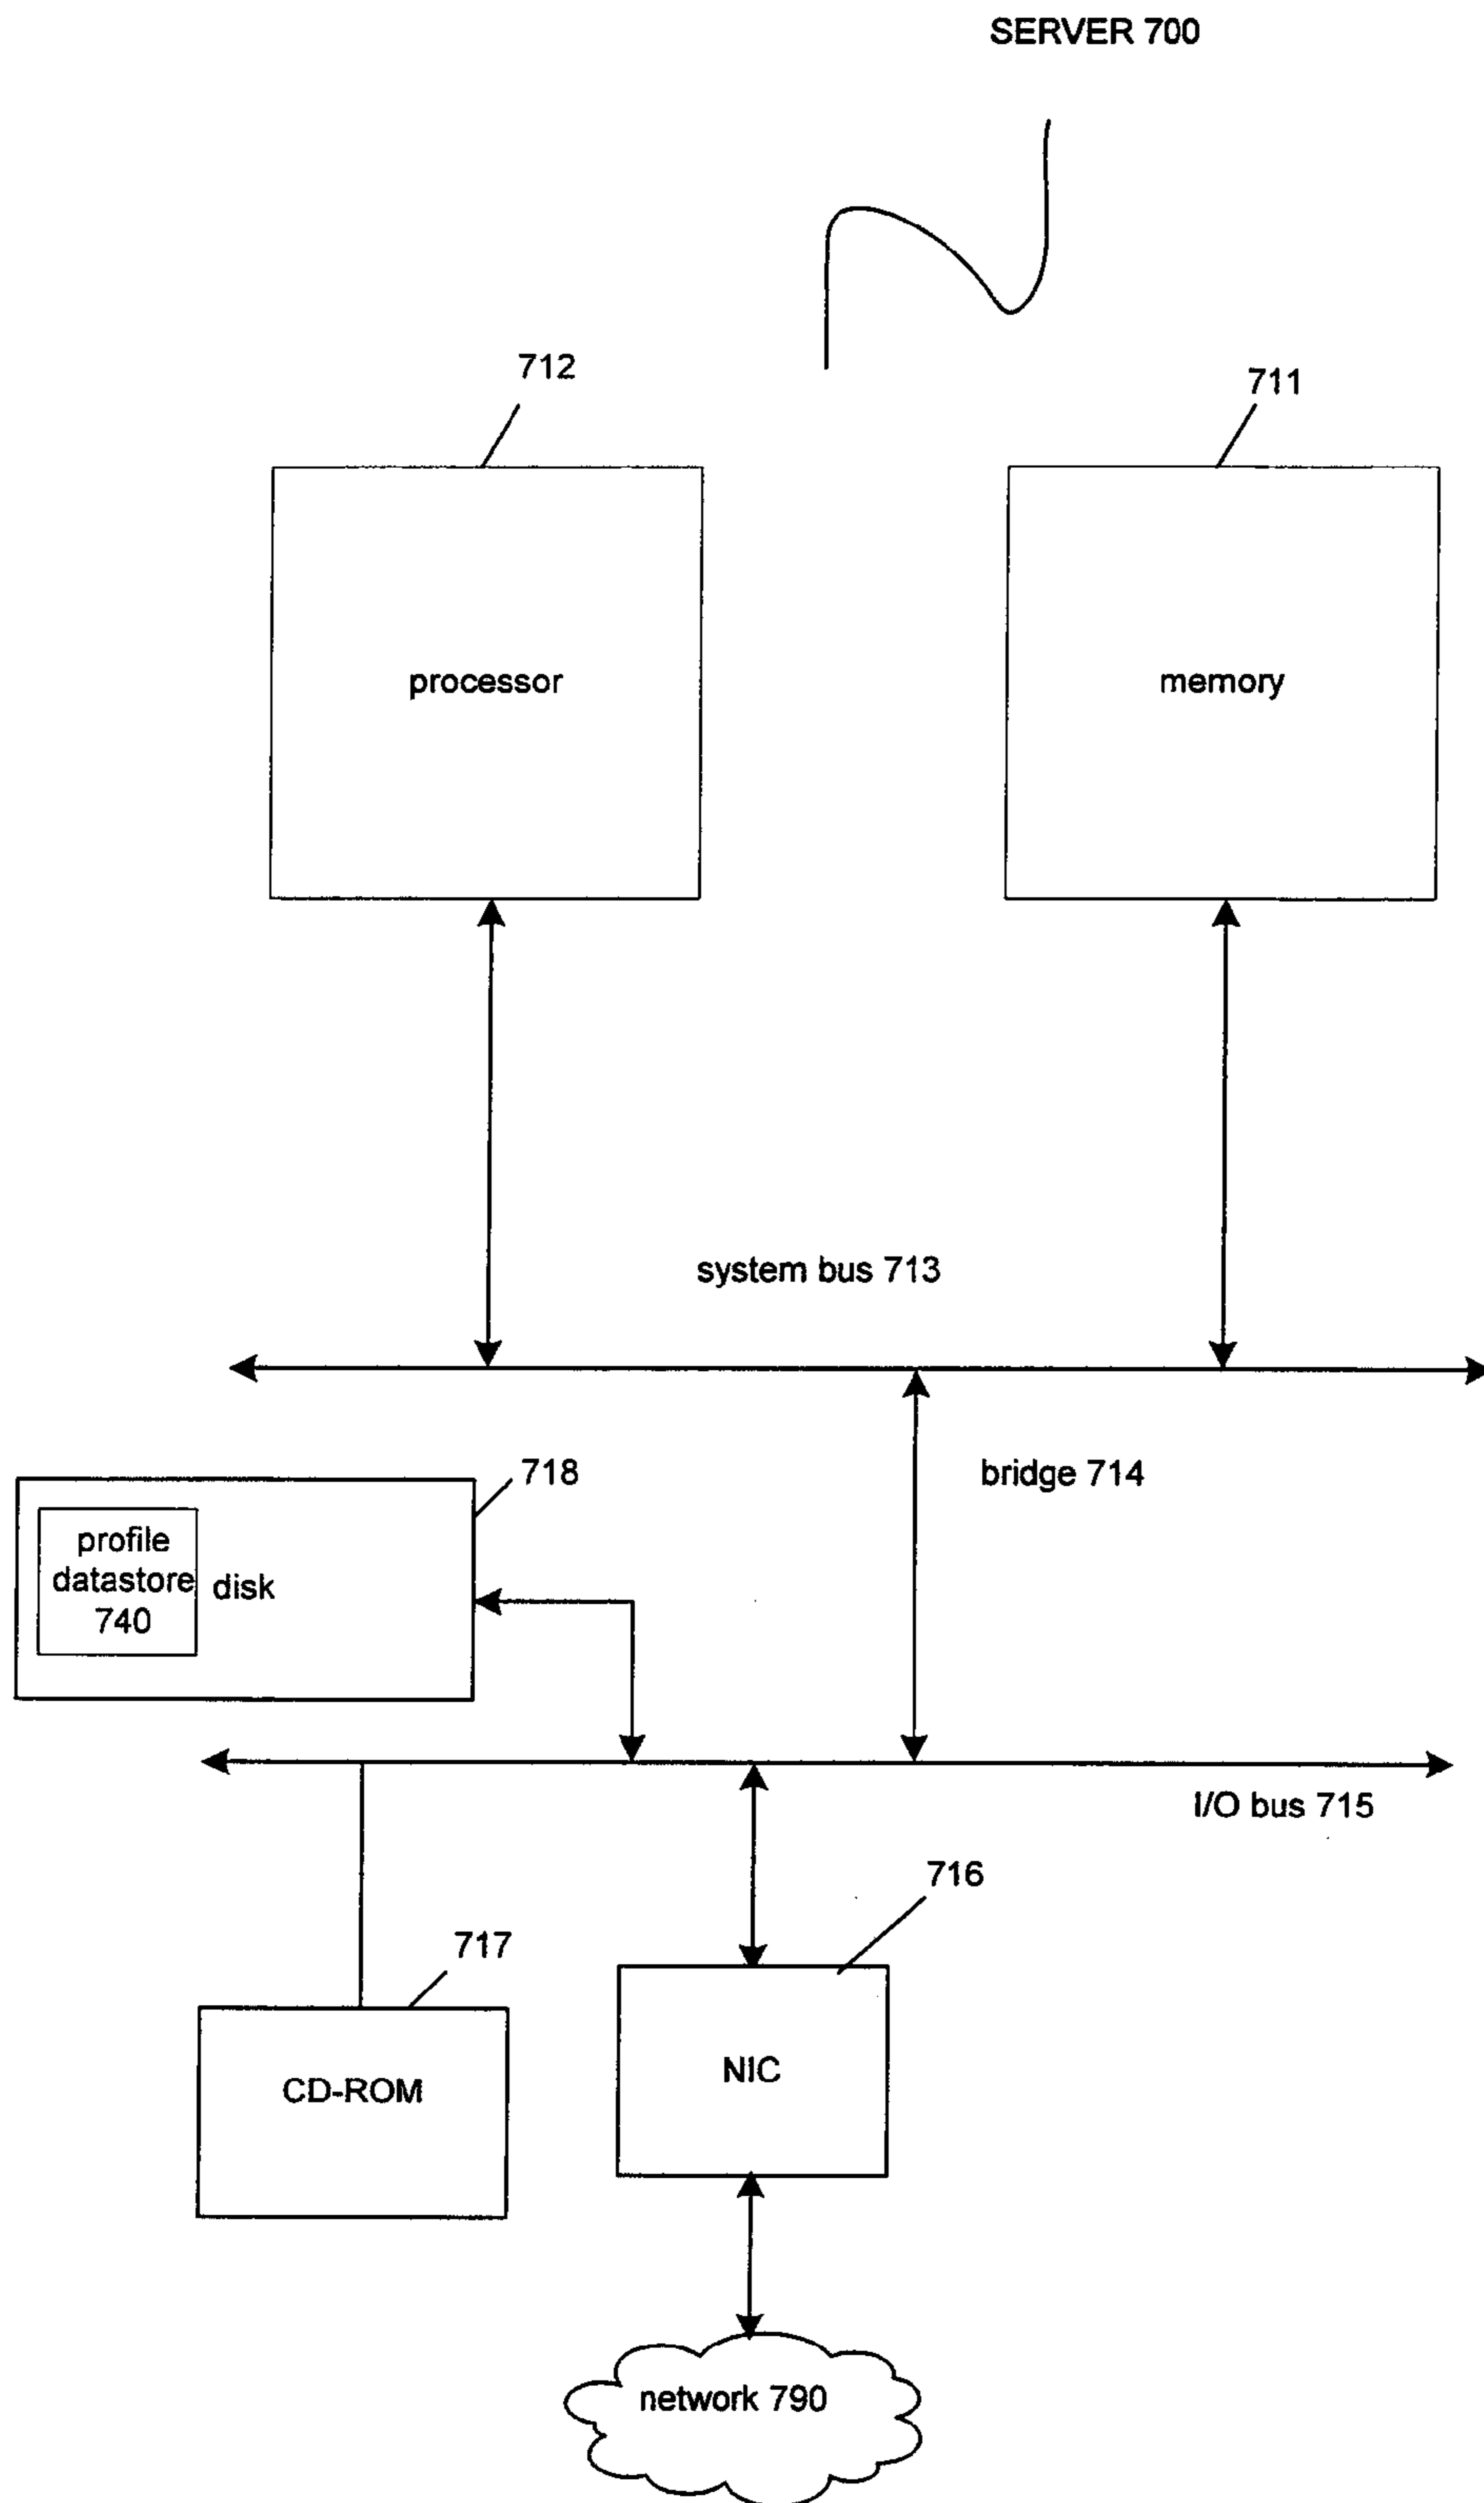 SERVER 700
712
711
processor
memory
system bus 713
bridge 714
718
profile
datastore
740
disk
I/O bus 715
716
717
NIC
CD-ROM
network 790